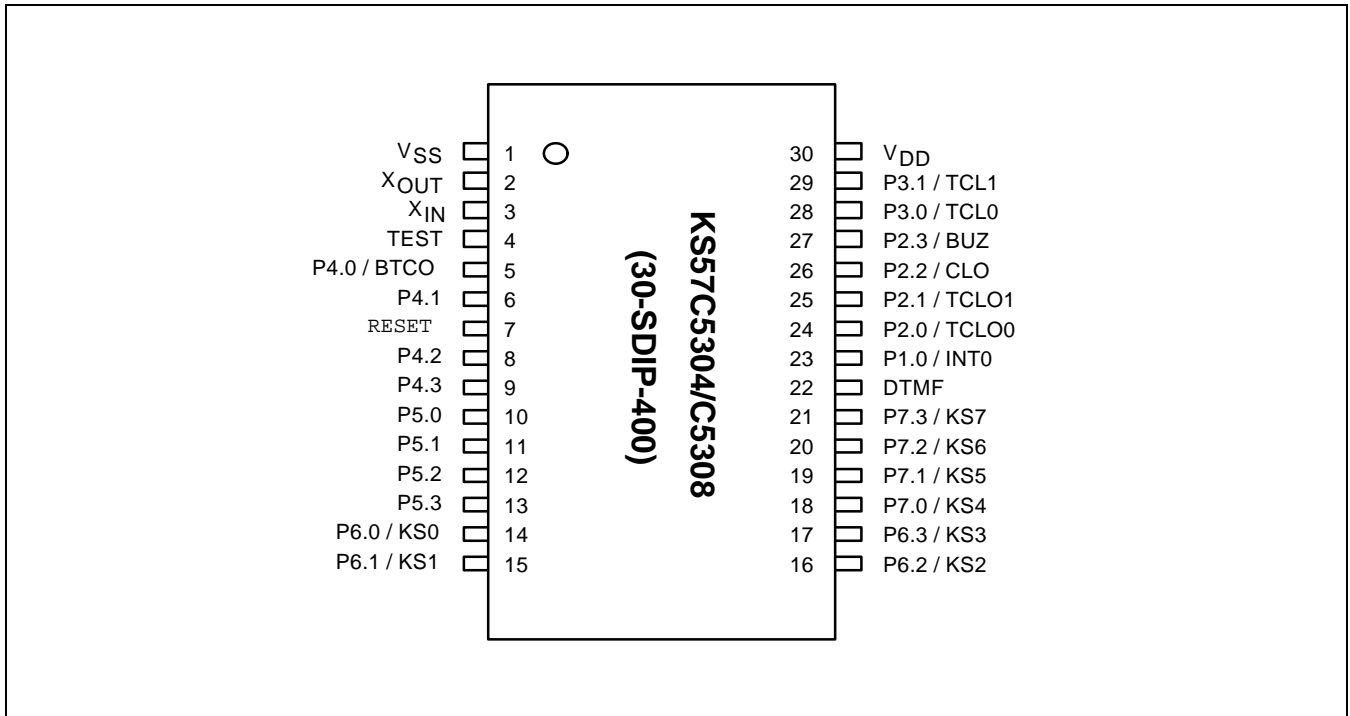 VSS 1 30 VDD
XOUT 2 29 P3.1 / TCL1
XIN 3 28 P3.0 / TCL0
TEST 4 27 P2.3 / BUZ
P4.0 / BTCO 5 26 P2.2 / CLO
P4.1 6 25 P2.1 / TCLO1
RESET 7 24 P2.0 / TCLO0
P4.2 8 23 P1.0 / INT0
P4.3 9 22 DTMF
P5.0 10 21 P7.3 / KS7
P5.1 11 20 P7.2 / KS6
P5.2 12 19 P7.1 / KS5
P5.3 13 18 P7.0 / KS4
P6.0 / KS0 14 17 P6.3 / KS3
P6.1 / KS1 15 16 P6.2 / KS2
KS57C5304/C5308
(30-SDIP-400)